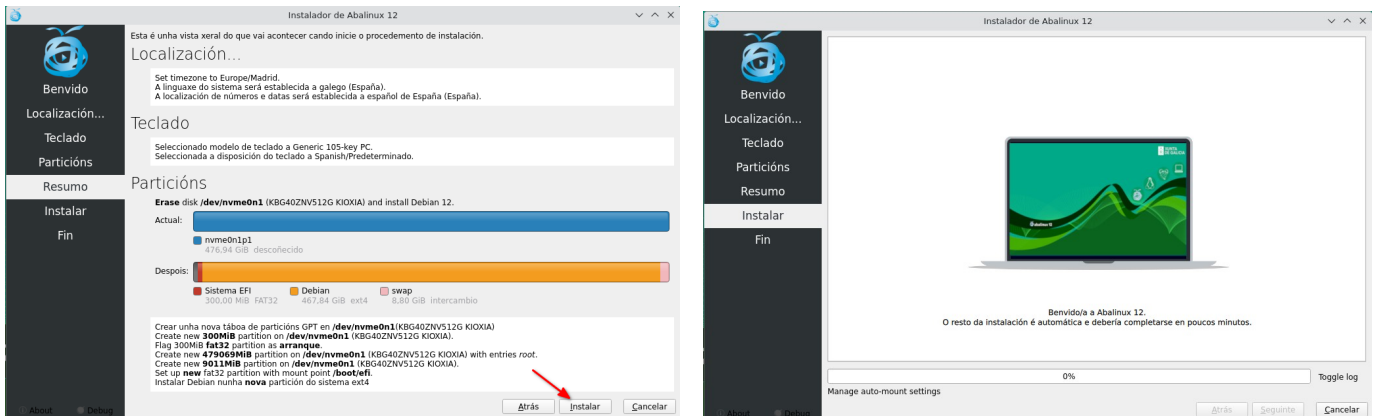 Instalador de Abalinux 12
Benvido
Localización...
Teclado
Particións
Resumo
Instalar
Fin
About
Debug
Esta é unha vista xeral do que vai acontecer cando inicie o procedemento de instalación.
Localización...
Set timezone to Europe/Madrid.
A linguaxe do sistema será establecida a galego (España).
A localización de números e datas será establecida a español de España (España).
Teclado
Seleccionado modelo de teclado a Generic 105-key PC.
Seleccionada a disposición do teclado a Spanish/Predeterminado.
Particións
Erase disk /dev/nvme0n1 (KBG40ZNV512G KIOXIA) and install Debian 12.
Actual:
nvme0n1p1
476,94 GiB descoñecido
Despois:
Sistema EFI Debian swap
300,00 MiB FAT32 467,84 GiB ext4 8,80 GiB intercambio
Crear unha nova táboa de particións GPT en /dev/nvme0n1(KBG40ZNV512G KIOXIA)
Create new 300MiB partition on /dev/nvme0n1 (KBG40ZNV512G KIOXIA).
Flag 300MiB fat32 partition as arranque.
Create new 479069MiB partition on /dev/nvme0n1 (KBG40ZNV512G KIOXIA) with entries root.
Create new 9011MiB partition on /dev/nvme0n1 (KBG40ZNV512G KIOXIA).
Set up new fat32 partition with mount point /boot/efi.
Instalar Debian nunha nova partición do sistema ext4
Atrás Instalar Cancelar
Instalador de Abalinux 12
Benvido
Localización...
Teclado
Particións
Resumo
Instalar
Fin
About
Debug
XUNTA
DE GALICIA
Benvido/a a Abalinux 12.
O resto da instalación é automática e debería completarse en poucos minutos.
0%
Toggle log
Manage auto-mount settings
Atrás Seguinte Cancelar